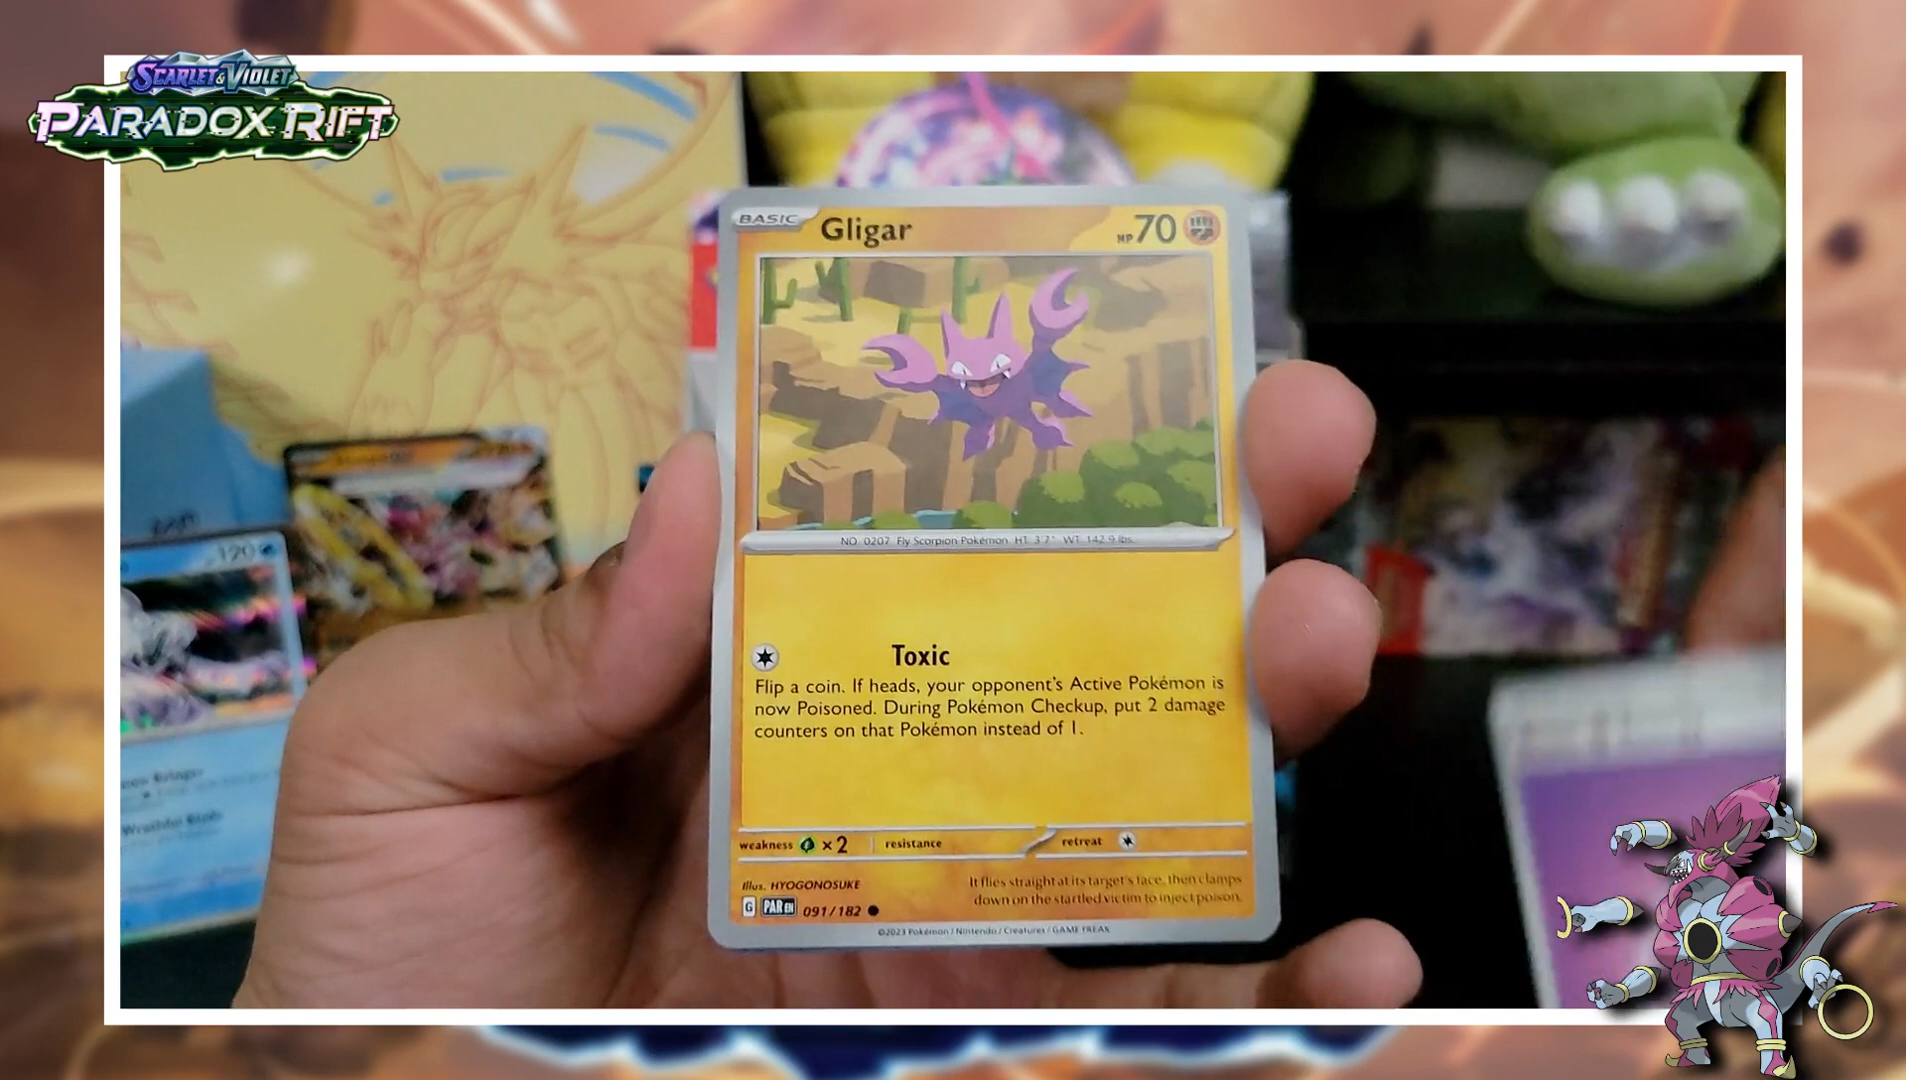 SCARLET & VIOLET
PARADOX RIFT
BASIC
Gligar
HP 70
NO. 0207 Fly Scorpion Pokémon HT: 3'7" WT: 142.9 lbs.
Toxic
Flip a coin. If heads, your opponent's Active Pokémon is
now Poisoned. During Pokémon Checkup, put 2 damage
counters on that Pokémon instead of 1.
weakness ×2 resistance retreat
Illus. HYOGONOSUKE
It flies straight at its target's face, then clamps
down on the startled victim to inject poison.
G PAR EN 091/182
©2023 Pokémon / Nintendo / Creatures / GAME FREAK
120